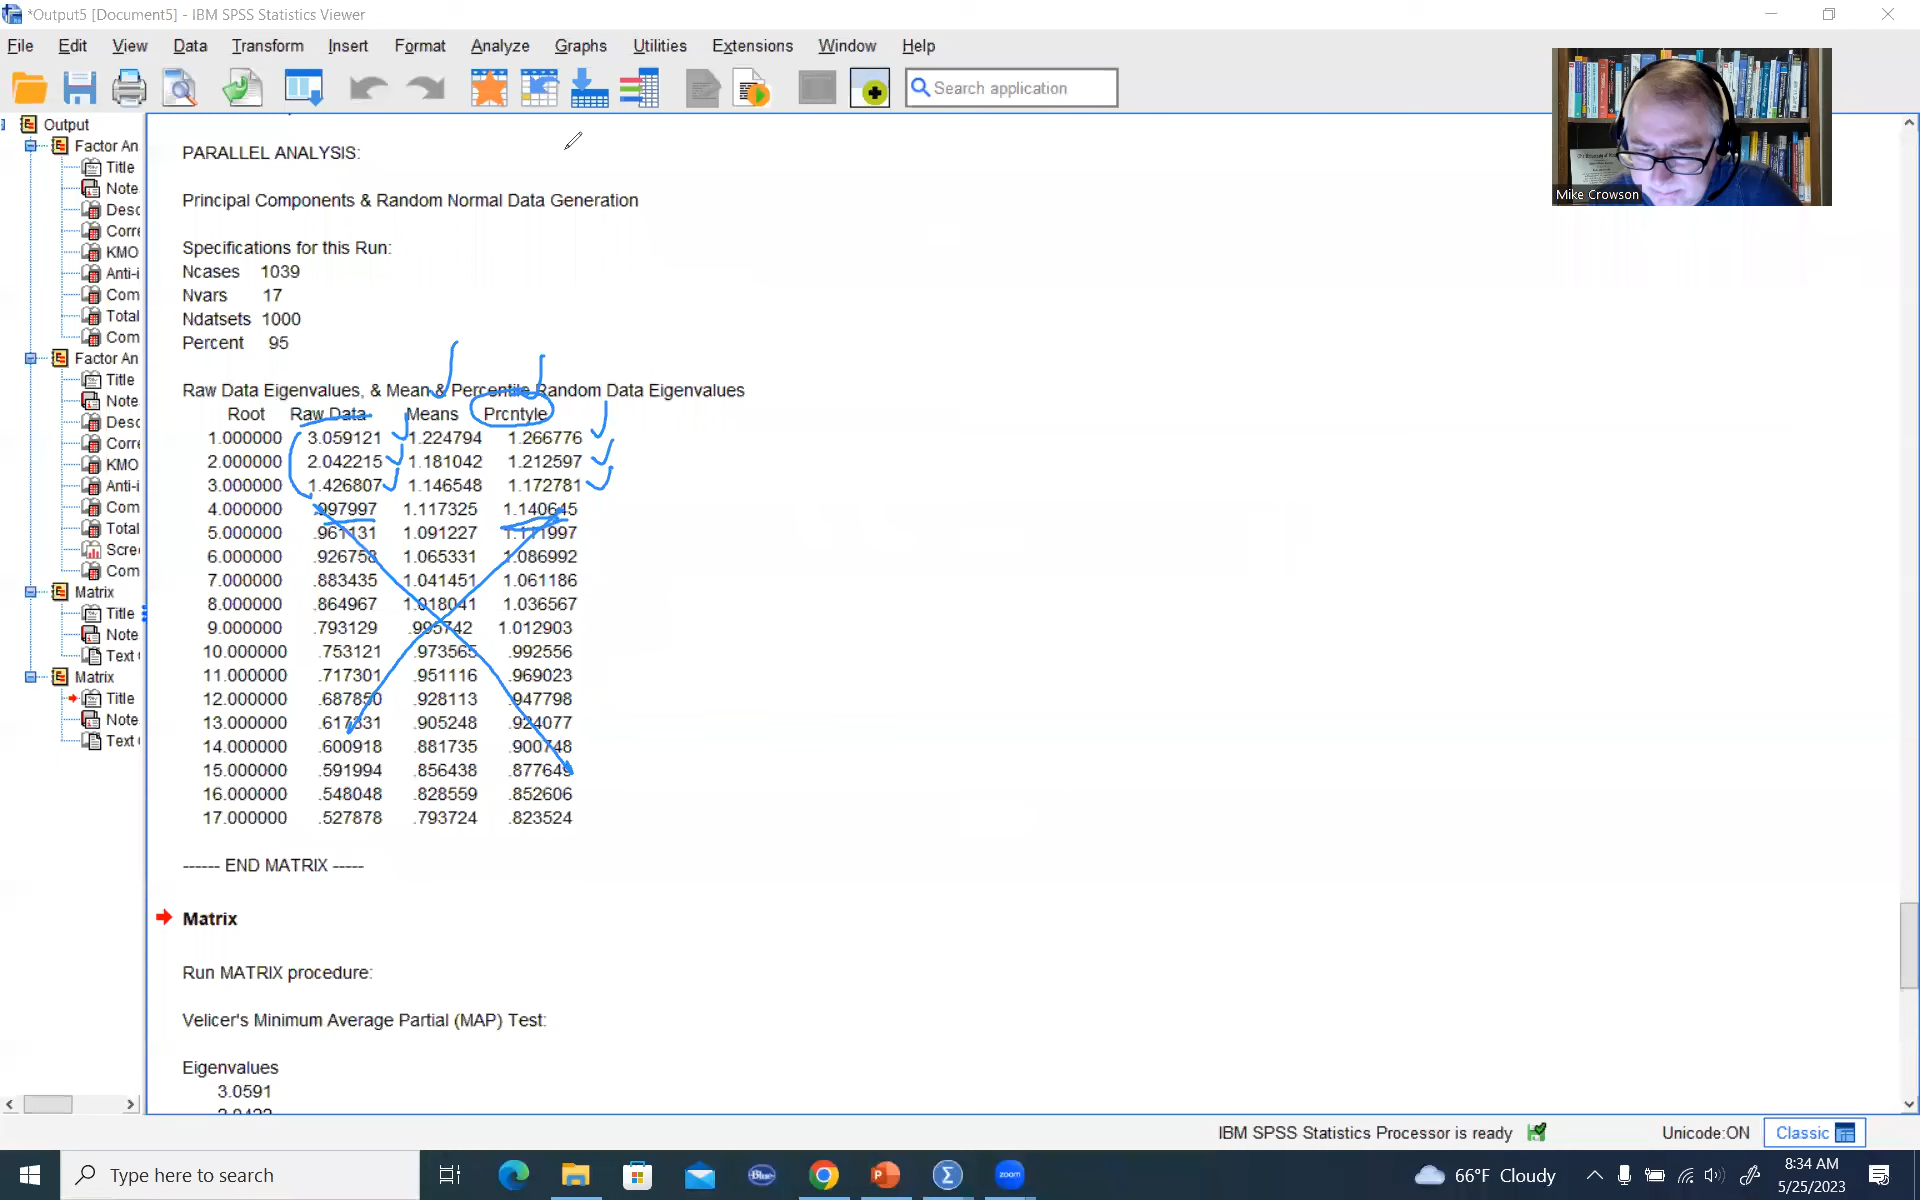 *Output5 [Document5] - IBM SPSS Statistics Viewer
File Edit View Data Transform Insert Format Analyze Graphs Utilities Extensions Window Help
Search application
Mike Crowson
Output
Factor An
Title
Note
Desc
Corre
KMO
Anti-i
Com
Total
Com
Factor An
Title
Note
Desc
Corre
KMO
Anti-i
Com
Total
Scre
Com
Matrix
Title
Note
Text
Matrix
Title
Note
Text
PARALLEL ANALYSIS:
Principal Components & Random Normal Data Generation
Specifications for this Run:
Ncases 1039
Nvars 17
Ndatsets 1000
Percent 95
Raw Data Eigenvalues, & Mean & Percentile Random Data Eigenvalues
Root Raw Data Means Prcntyle
1.000000 3.059121 1.224794 1.266776
2.000000 2.042215 1.181042 1.212597
3.000000 1.426807 1.146548 1.172781
4.000000 .997997 1.117325 1.140645
5.000000 .961131 1.091227 1.111997
6.000000 .926758 1.065331 1.086992
7.000000 .883435 1.041451 1.061186
8.000000 .864967 1.018041 1.036567
9.000000 .793129 .995742 1.012903
10.000000 .753121 .973565 .992556
11.000000 .717301 .951116 .969023
12.000000 .687850 .928113 .947798
13.000000 .617331 .905248 .924077
14.000000 .600918 .881735 .900748
15.000000 .591994 .856438 .877649
16.000000 .548048 .828559 .852606
17.000000 .527878 .793724 .823524
------ END MATRIX -----
Matrix
Run MATRIX procedure:
Velicer's Minimum Average Partial (MAP) Test:
Eigenvalues
3.0591
IBM SPSS Statistics Processor is ready Unicode:ON Classic
Type here to search
Blue
zoom
66°F Cloudy
8:34 AM
5/25/2023